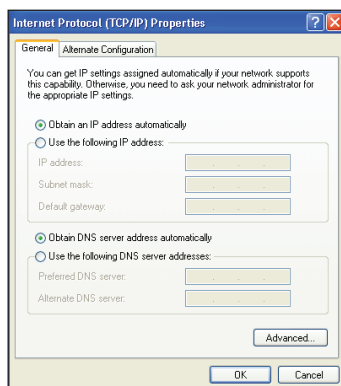 Internet Protocol (TCP/IP) Properties
General
Alternate Configuration
You can get IP settings assigned automatically if your network supports
this capability. Otherwise, you need to ask your network administrator for
the appropriate IP settings.
Obtain an IP address automatically
Use the following IP address:
IP address:
Subnet mask:
Default gateway:
Obtain DNS server address automatically
Use the following DNS server addresses:
Preferred DNS server:
Alternate DNS server:
Advanced...
OK
Cancel